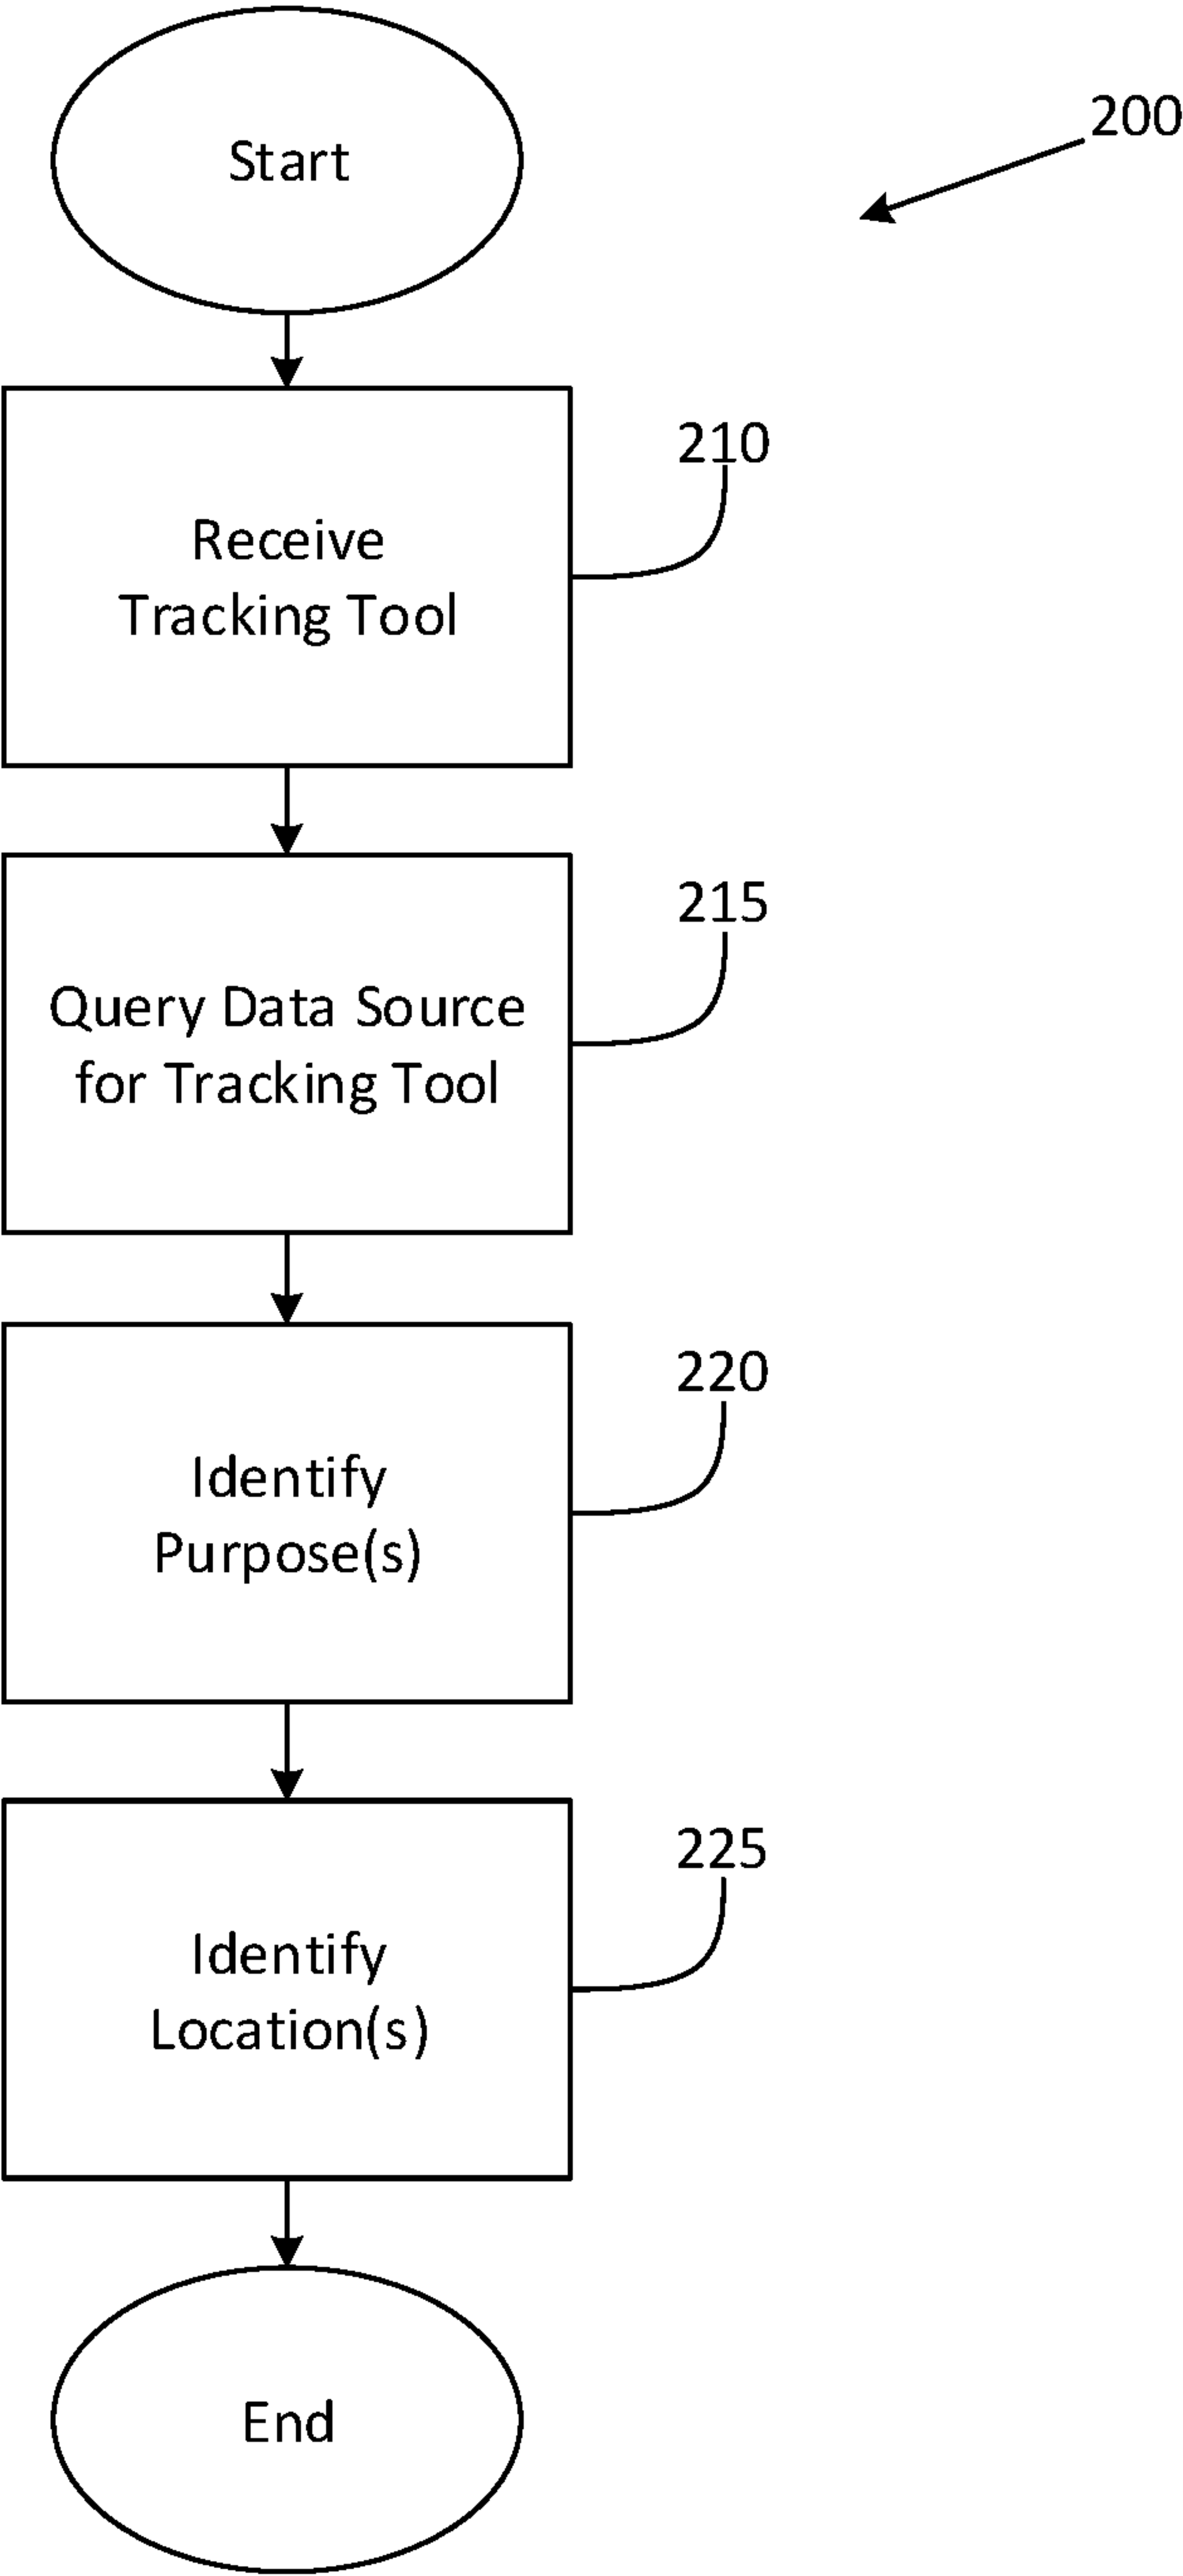 Start
200
210
Receive
Tracking Tool
215
Query Data Source
for Tracking Tool
220
Identify
Purpose(s)
225
Identify
Location(s)
End